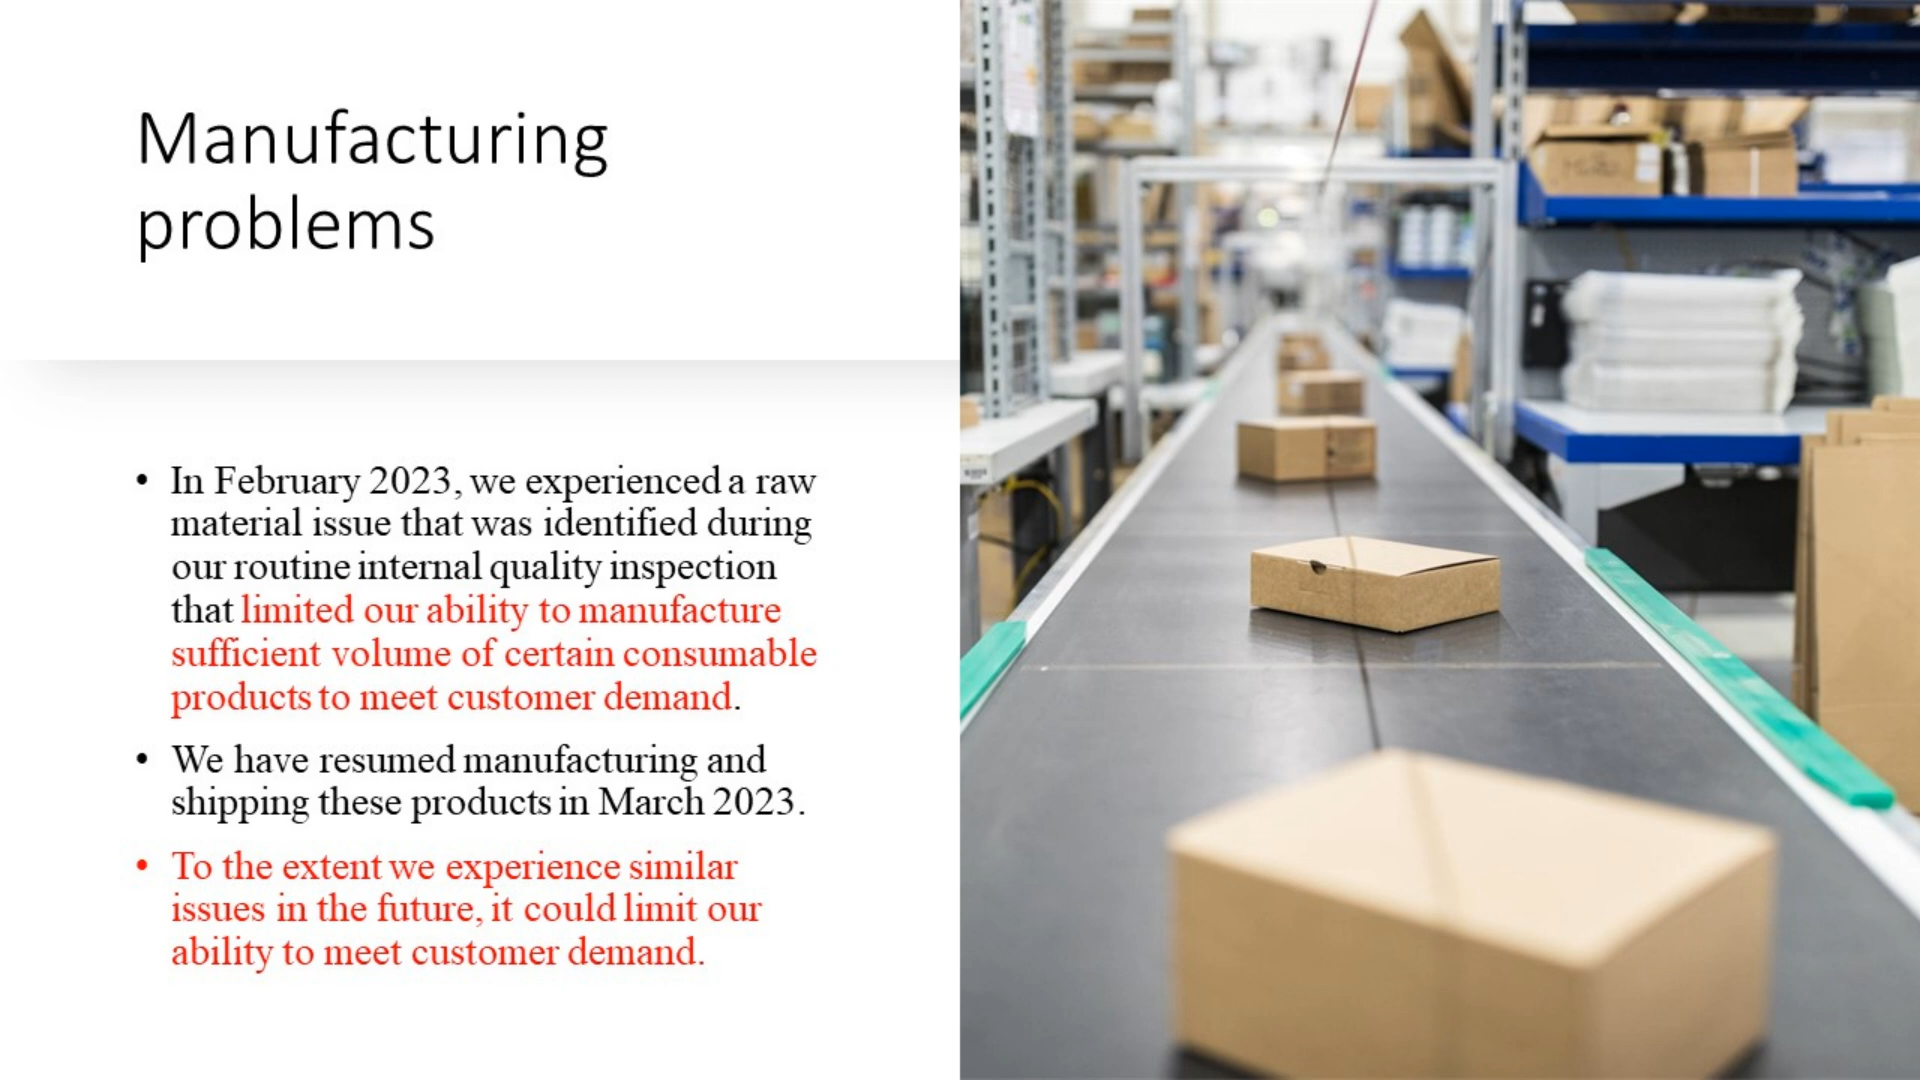 Manufacturing
problems
• In February 2023, we experienced a raw
material issue that was identified during
our routine internal quality inspection
that limited our ability to manufacture
sufficient volume of certain consumable
products to meet customer demand.
• We have resumed manufacturing and
shipping these products in March 2023.
• To the extent we experience similar
issues in the future, it could limit our
ability to meet customer demand.